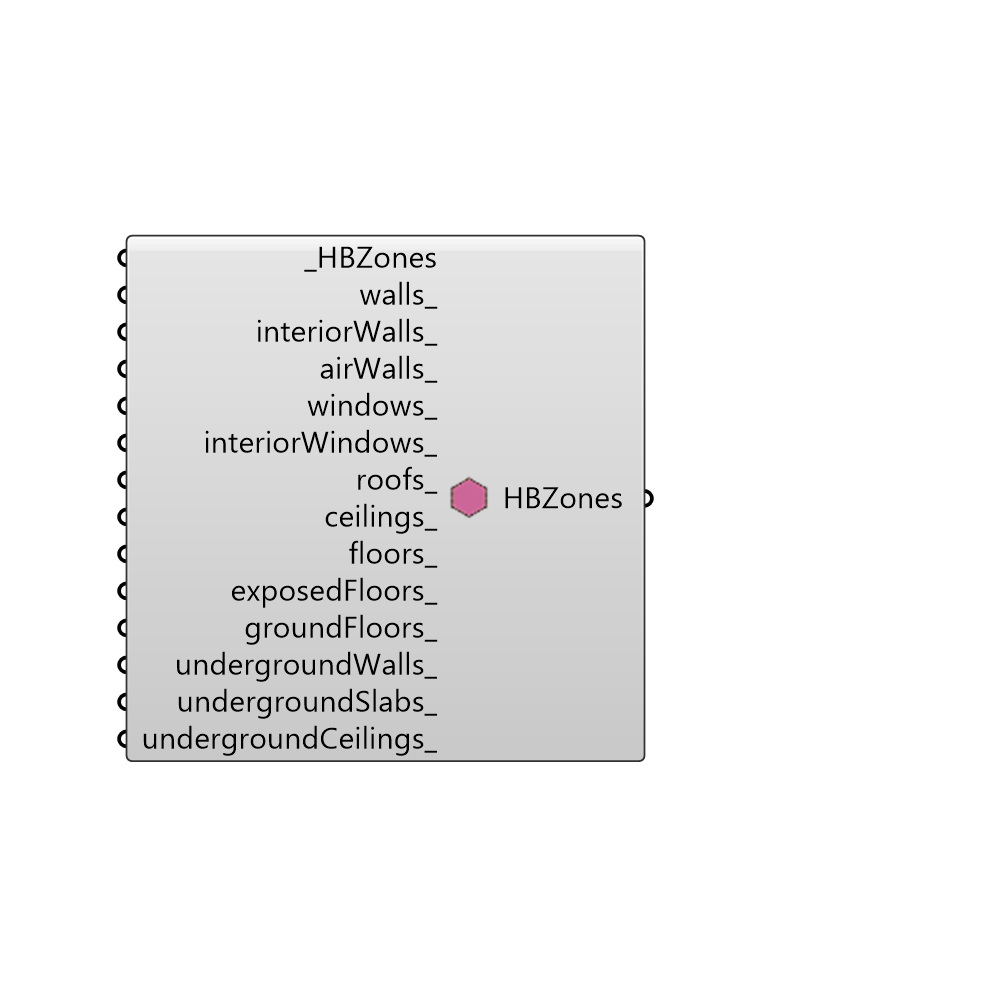 _HBZones
walls_
interiorWalls_
airWalls_
windows_
interiorWindows_
roofs_
ceilings_
floors_
exposedFloors_
groundFloors_
undergroundWalls_
undergroundSlabs_
undergroundCeilings_
HBZones